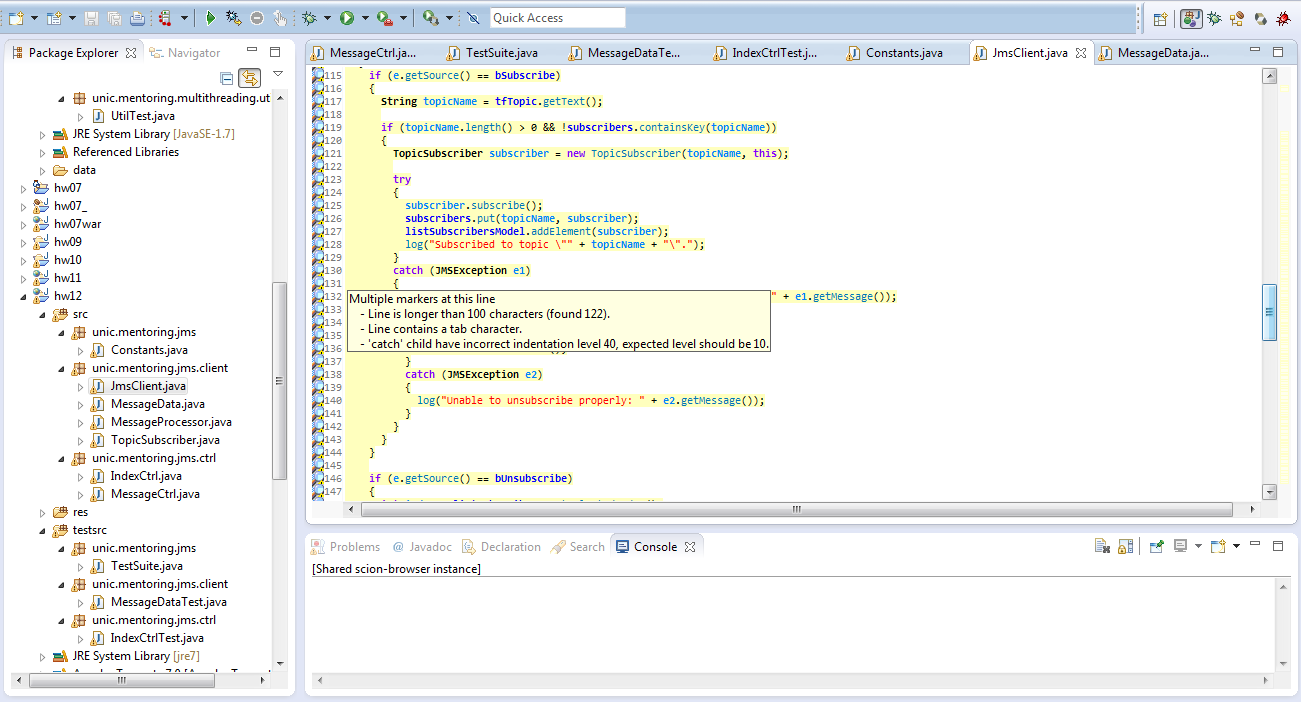 Quick Access
Package Explorer
Navigator
unic.mentoring.multithreading.ut
UtilTest.java
JRE System Library [JavaSE-1.7]
Referenced Libraries
data
hw07
hw07_
hw07war
hw09
hw10
hw11
hw12
src
unic.mentoring.jms
Constants.java
unic.mentoring.jms.client
JmsClient.java
MessageData.java
MessageProcessor.java
TopicSubscriber.java
unic.mentoring.jms.ctrl
IndexCtrl.java
MessageCtrl.java
res
testsrc
unic.mentoring.jms
TestSuite.java
unic.mentoring.jms.client
MessageDataTest.java
unic.mentoring.jms.ctrl
IndexCtrlTest.java
JRE System Library [jre7]
MessageCtrl.ja...
TestSuite.java
MessageDataTe...
IndexCtrlTest.j...
Constants.java
JmsClient.java
MessageData.ja...
115 if (e.getSource() == bSubscribe)
116 {
117 String topicName = tfTopic.getText();
118
119 if (topicName.length() > 0 && !subscribers.containsKey(topicName))
120 {
121 TopicSubscriber subscriber = new TopicSubscriber(topicName, this);
122
123 try
124 {
125 subscriber.subscribe();
126 subscribers.put(topicName, subscriber);
127 listSubscribersModel.addElement(subscriber);
128 log("Subscribed to topic \"" + topicName + "\".");
129 }
130 catch (JMSException e1)
131 {
132 " + e1.getMessage());
133
134
135
136
137 }
138 catch (JMSException e2)
139 {
140 log("Unable to unsubscribe properly: " + e2.getMessage());
141 }
142 }
143 }
144 }
145
146 if (e.getSource() == bUnsubscribe)
147 {
Multiple markers at this line
- Line is longer than 100 characters (found 122).
- Line contains a tab character.
- 'catch' child have incorrect indentation level 40, expected level should be 10.
Problems
@ Javadoc
Declaration
Search
Console
[Shared scion-browser instance]